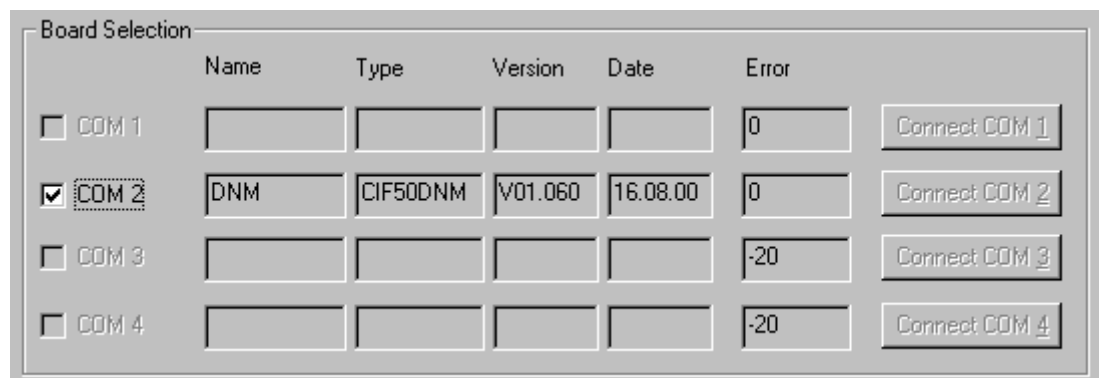 Board Selection
Name Type Version Date Error
COM 1 0 Connect COM 1
COM 2 DNM CIF50DNM V01.060 16.08.00 0 Connect COM 2
COM 3 -20 Connect COM 3
COM 4 -20 Connect COM 4